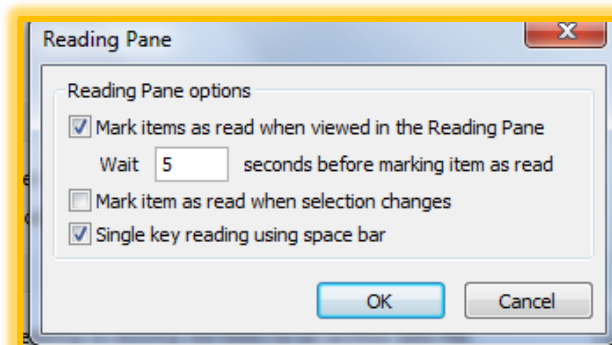 Reading Pane
Reading Pane options
Mark items as read when viewed in the Reading Pane
Wait 5 seconds before marking item as read
Mark item as read when selection changes
Single key reading using space bar
OK Cancel